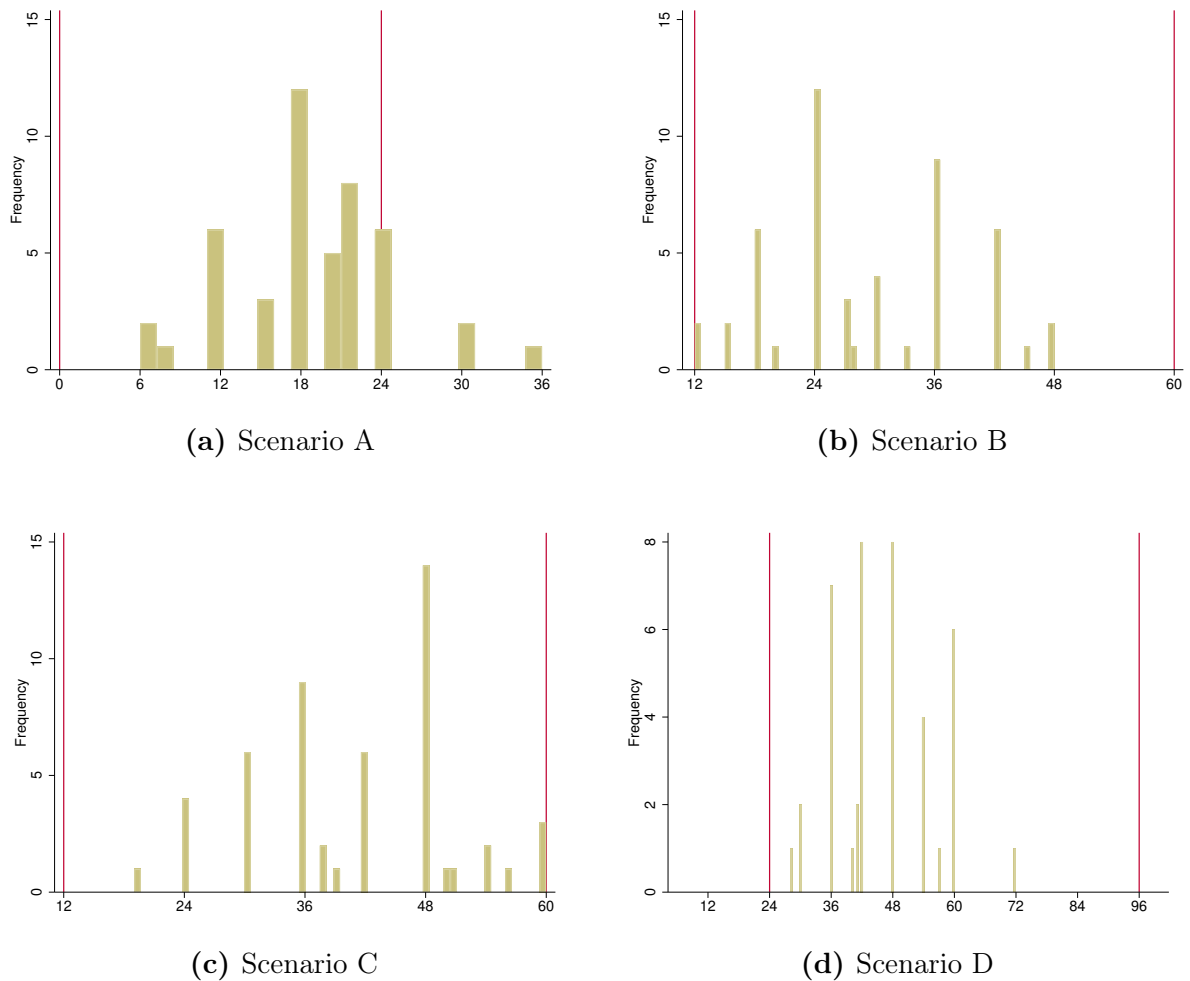 15
10
5
0
Frequency
0 6 12 18 24 30 36
(a) Scenario A
15
10
5
0
Frequency
12 24 36 48 60
(b) Scenario B
15
10
5
0
Frequency
12 24 36 48 60
(c) Scenario C
8
6
4
2
0
Frequency
12 24 36 48 60 72 84 96
(d) Scenario D